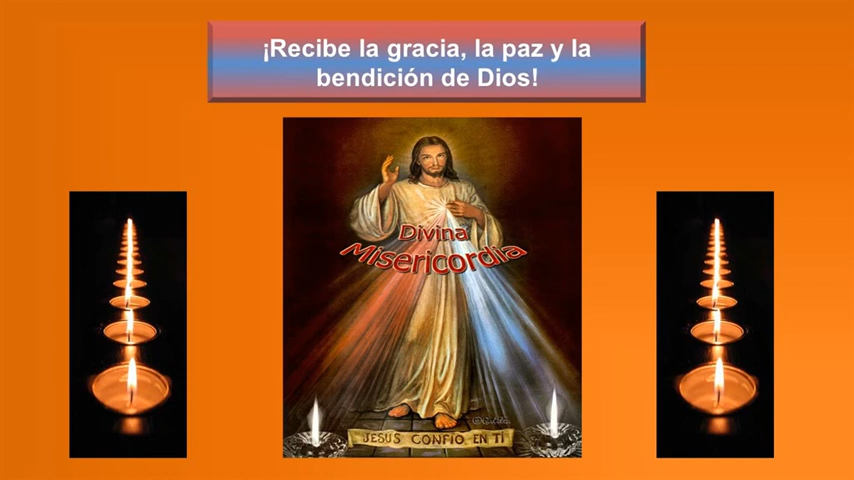 ¡Recibe la gracia, la paz y la
bendición de Dios!
Divina
Misericordia
JESUS CONFIO EN TI